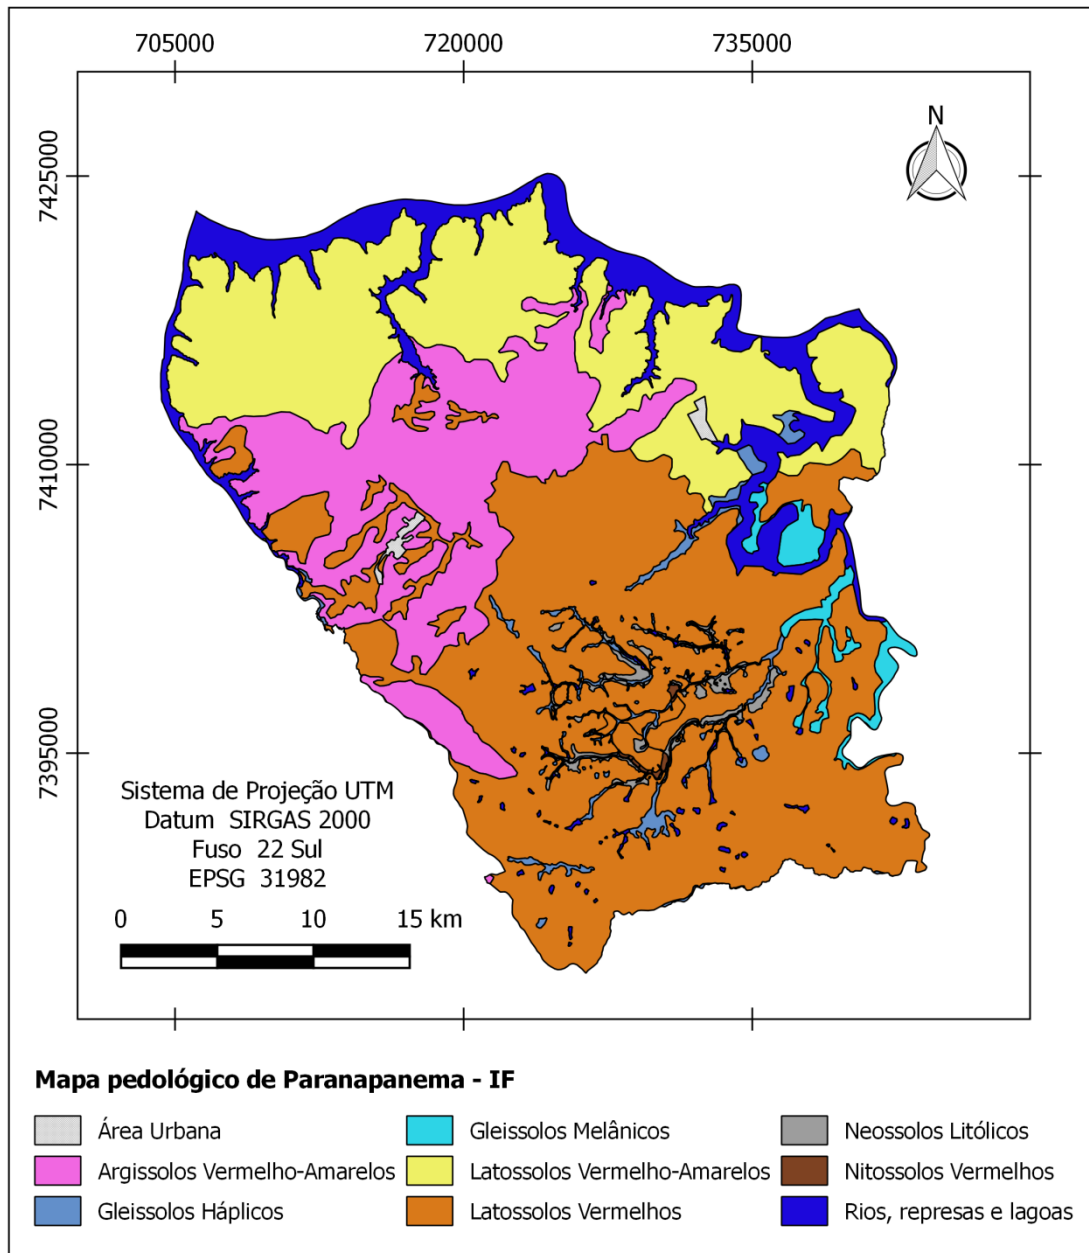 705000 720000 735000
N
7425000
7410000
7395000
Sistema de Projeção UTM
Datum SIRGAS 2000
Fuso 22 Sul
EPSG 31982
0 5 10 15 km
Mapa pedológico de Paranapanema - IF
Área Urbana
Argissolos Vermelho-Amarelos
Gleissolos Háplicos
Gleissolos Melânicos
Latossolos Vermelho-Amarelos
Latossolos Vermelhos
Neossolos Litólicos
Nitossolos Vermelhos
Rios, represas e lagoas